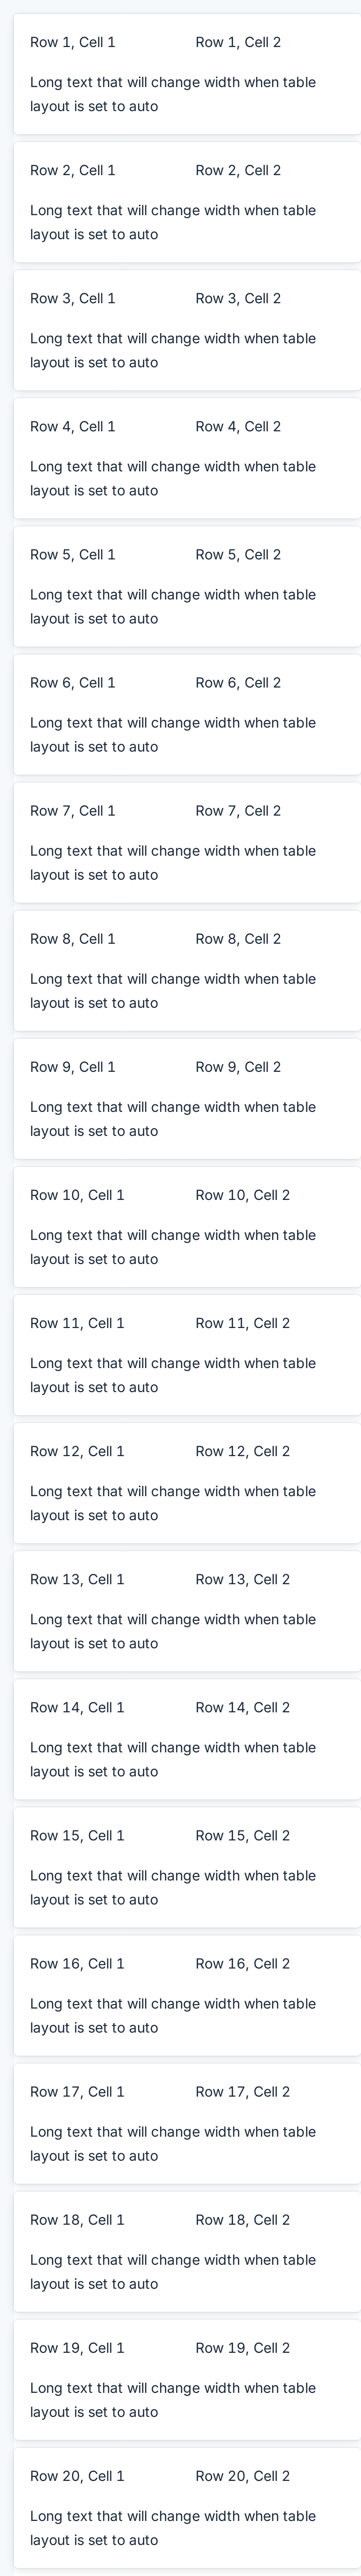 Row 1, Cell 1 Row 1, Cell 2
Long text that will change width when table
layout is set to auto
Row 2, Cell 1 Row 2, Cell 2
Long text that will change width when table
layout is set to auto
Row 3, Cell 1 Row 3, Cell 2
Long text that will change width when table
layout is set to auto
Row 4, Cell 1 Row 4, Cell 2
Long text that will change width when table
layout is set to auto
Row 5, Cell 1 Row 5, Cell 2
Long text that will change width when table
layout is set to auto
Row 6, Cell 1 Row 6, Cell 2
Long text that will change width when table
layout is set to auto
Row 7, Cell 1 Row 7, Cell 2
Long text that will change width when table
layout is set to auto
Row 8, Cell 1 Row 8, Cell 2
Long text that will change width when table
layout is set to auto
Row 9, Cell 1 Row 9, Cell 2
Long text that will change width when table
layout is set to auto
Row 10, Cell 1 Row 10, Cell 2
Long text that will change width when table
layout is set to auto
Row 11, Cell 1 Row 11, Cell 2
Long text that will change width when table
layout is set to auto
Row 12, Cell 1 Row 12, Cell 2
Long text that will change width when table
layout is set to auto
Row 13, Cell 1 Row 13, Cell 2
Long text that will change width when table
layout is set to auto
Row 14, Cell 1 Row 14, Cell 2
Long text that will change width when table
layout is set to auto
Row 15, Cell 1 Row 15, Cell 2
Long text that will change width when table
layout is set to auto
Row 16, Cell 1 Row 16, Cell 2
Long text that will change width when table
layout is set to auto
Row 17, Cell 1 Row 17, Cell 2
Long text that will change width when table
layout is set to auto
Row 18, Cell 1 Row 18, Cell 2
Long text that will change width when table
layout is set to auto
Row 19, Cell 1 Row 19, Cell 2
Long text that will change width when table
layout is set to auto
Row 20, Cell 1 Row 20, Cell 2
Long text that will change width when table
layout is set to auto